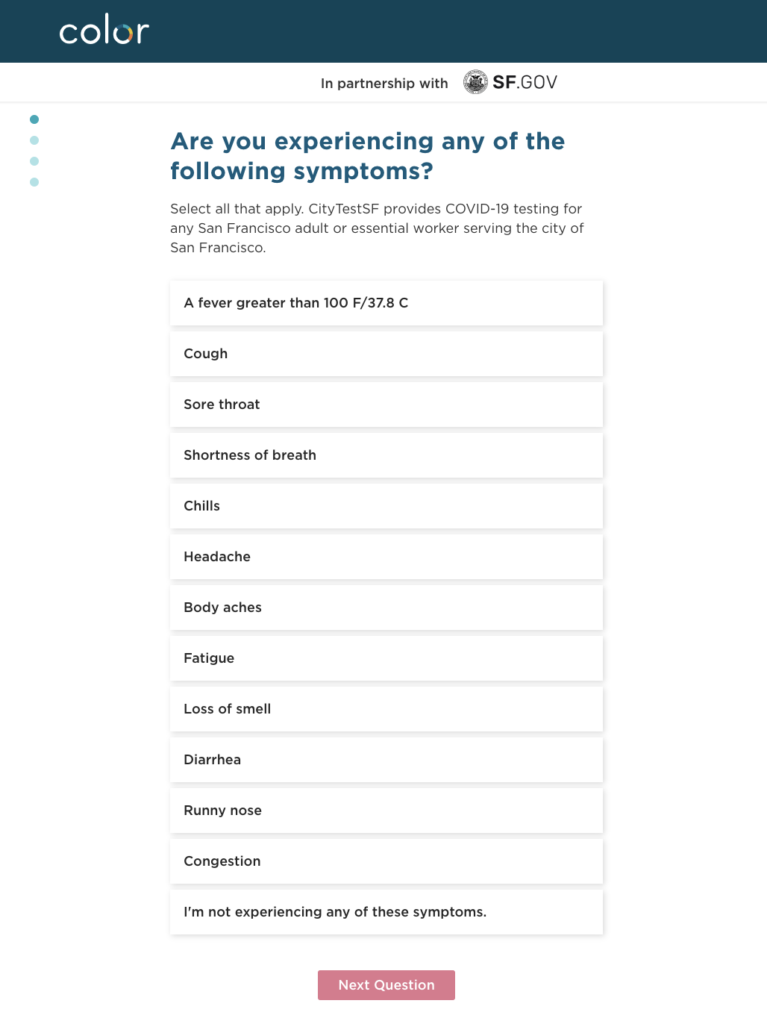 color
In partnership with SF.GOV
Are you experiencing any of the
following symptoms?
Select all that apply. CityTestSF provides COVID-19 testing for
any San Francisco adult or essential worker serving the city of
San Francisco.
A fever greater than 100 F/37.8 C
Cough
Sore throat
Shortness of breath
Chills
Headache
Body aches
Fatigue
Loss of smell
Diarrhea
Runny nose
Congestion
I'm not experiencing any of these symptoms.
Next Question